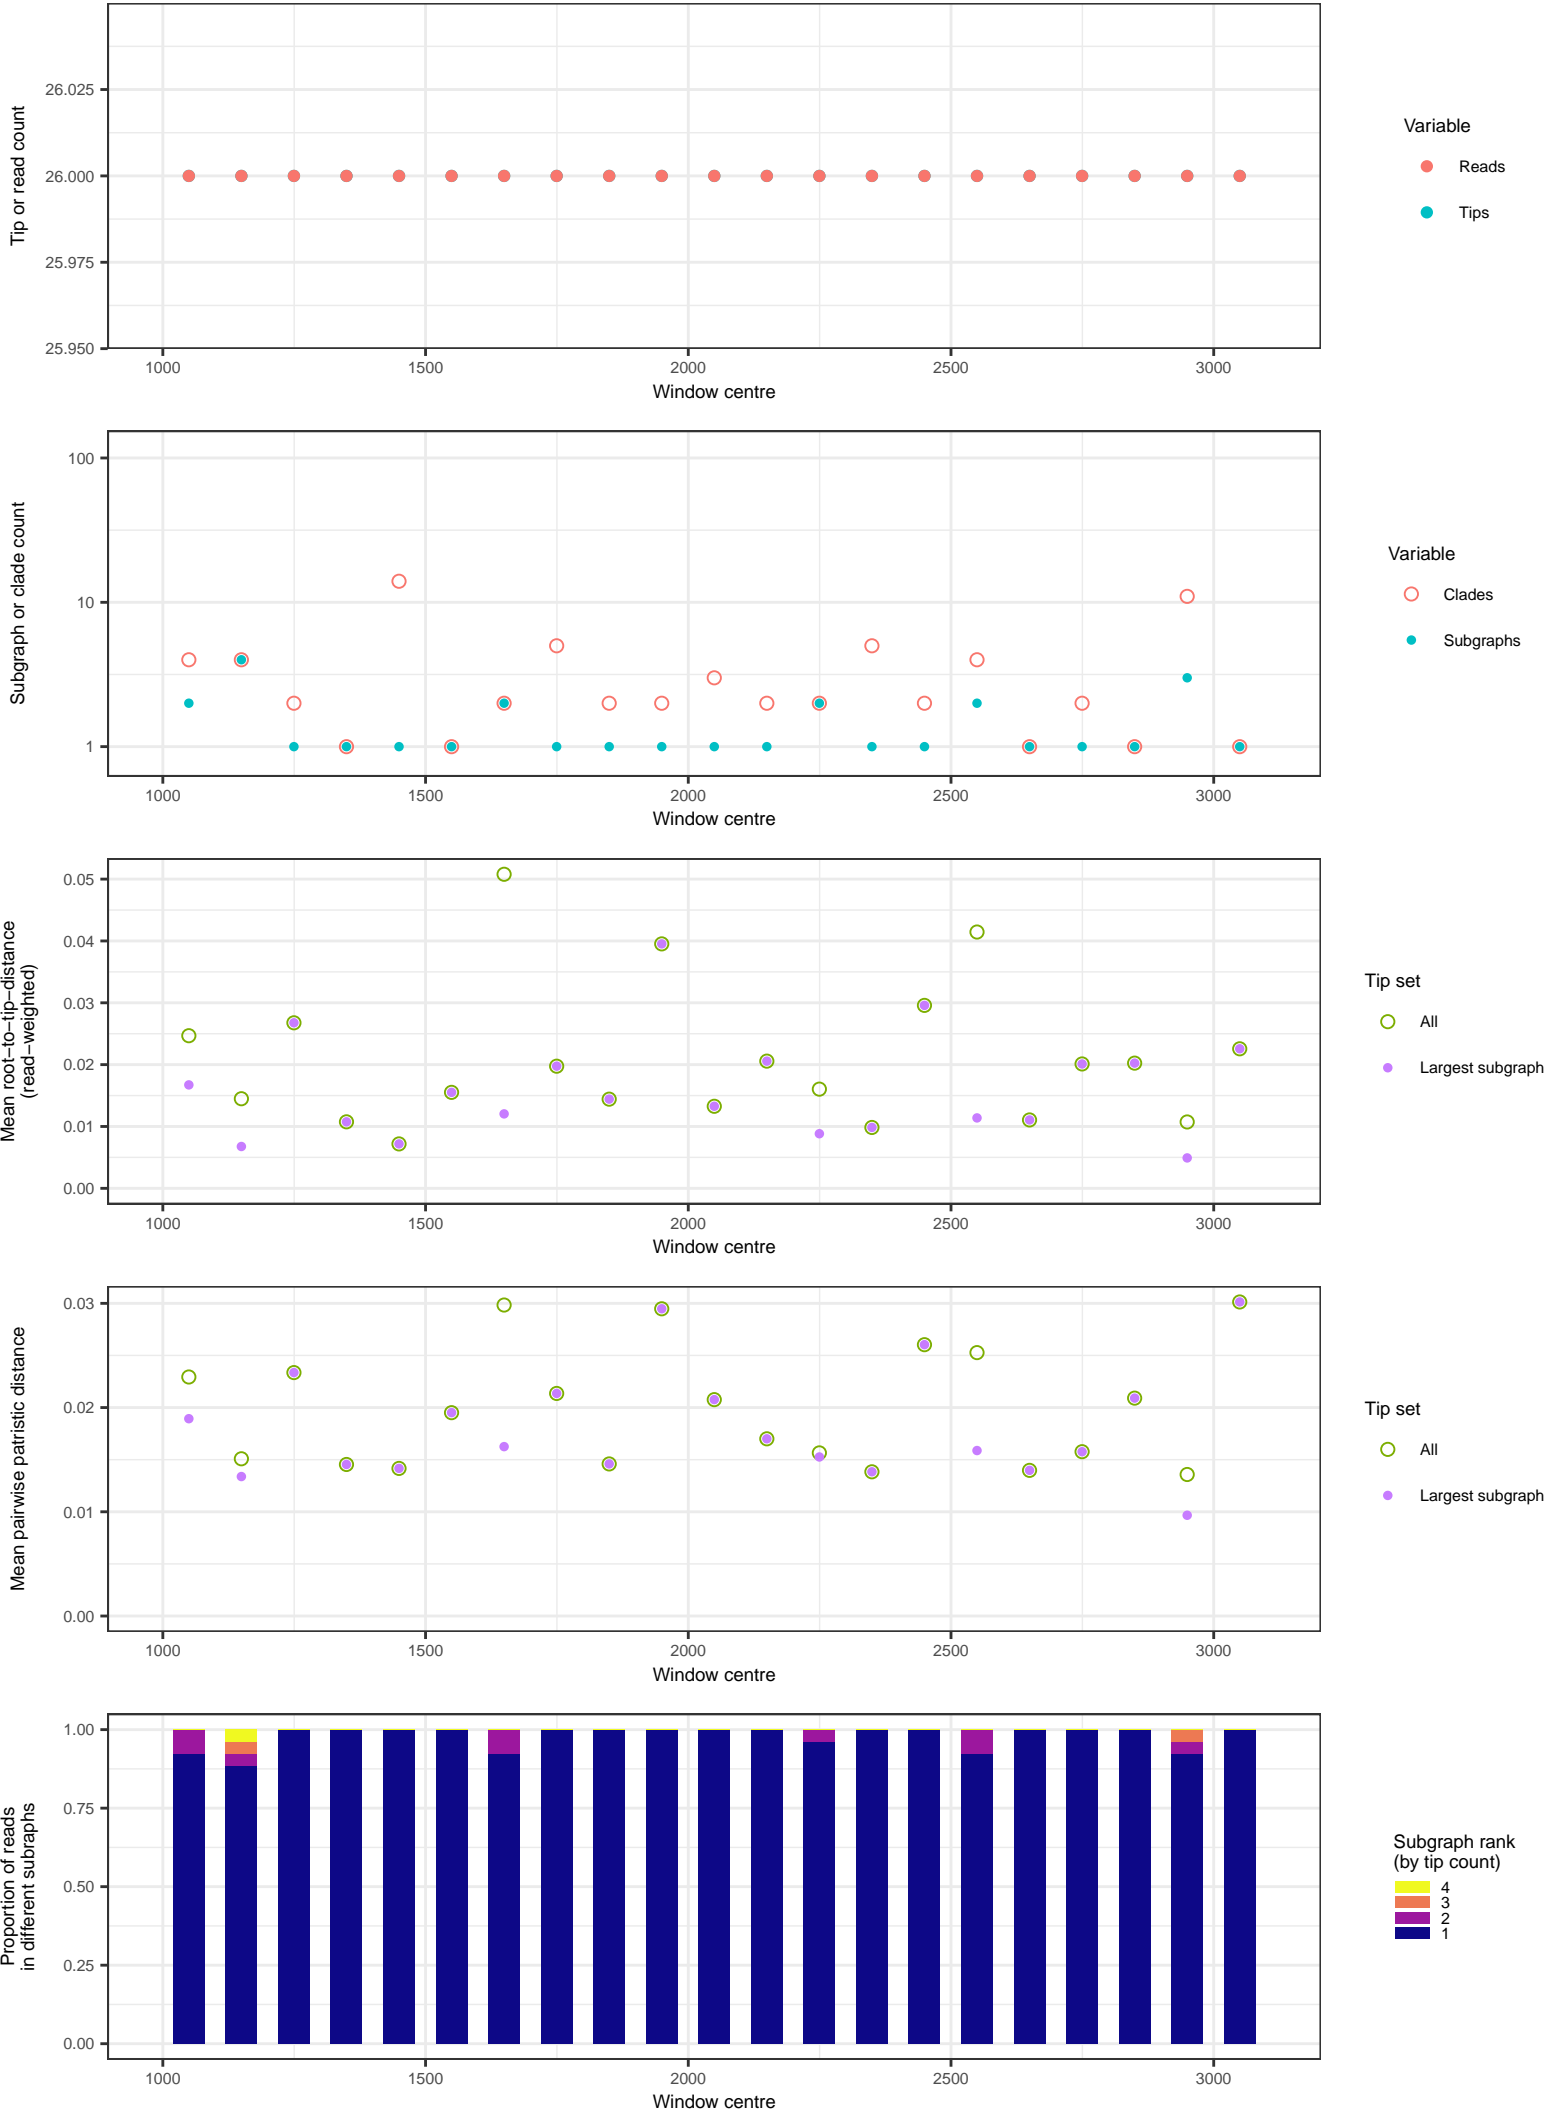 Tip or read count
26.025
26.000
25.975
25.950
1000 1500 2000 2500 3000
Window centre
Variable
Reads
Tips
Subgraph or clade count
100
10
1
1000 1500 2000 2500 3000
Window centre
Variable
Clades
Subgraphs
Mean root−to−tip−distance
(read−weighted)
0.05
0.04
0.03
0.02
0.01
0.00
1000 1500 2000 2500 3000
Window centre
Tip set
All
Largest subgraph
Mean pairwise patristic distance
0.03
0.02
0.01
0.00
1000 1500 2000 2500 3000
Window centre
Tip set
All
Largest subgraph
Proportion of reads
in different subraphs
1.00
0.75
0.50
0.25
0.00
1000 1500 2000 2500 3000
Window centre
Subgraph rank
(by tip count)
4
3
2
1